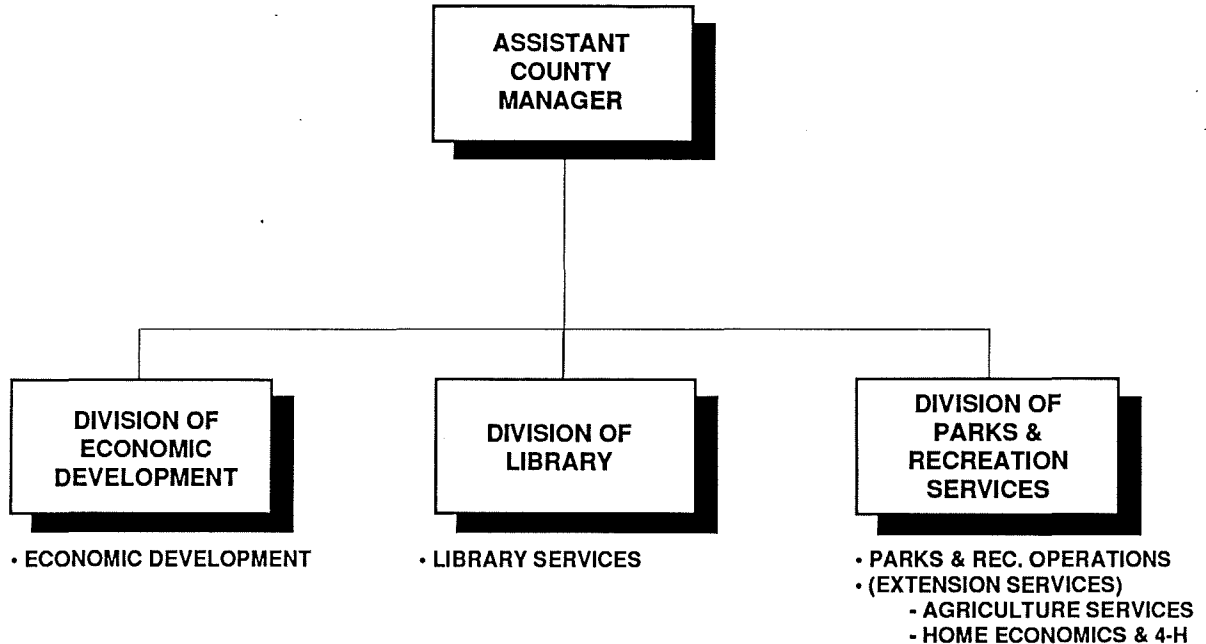 ASSISTANT
COUNTY
MANAGER
DIVISION OF
ECONOMIC
DEVELOPMENT
• ECONOMIC DEVELOPMENT
DIVISION OF
LIBRARY
• LIBRARY SERVICES
DIVISION OF
PARKS &
RECREATION
SERVICES
• PARKS & REC. OPERATIONS
• (EXTENSION SERVICES)
- AGRICULTURE SERVICES
- HOME ECONOMICS & 4-H